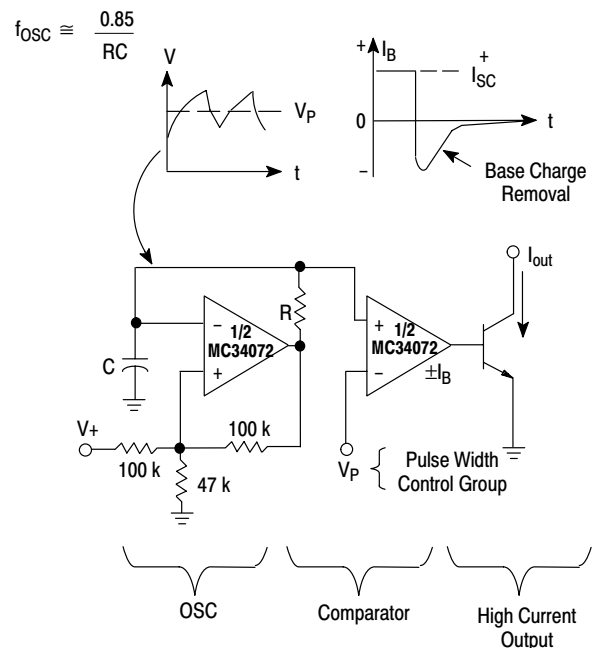 fOSC ≅ 0.85
RC
V
VP
t
+ IB
ISC +
0
t
−
Base Charge
Removal
Iout
R
−
1/2
MC34072
+
+
1/2
MC34072
−
±IB
C
V+
100 k
100 k
47 k
VP
Pulse Width
Control Group
OSC
Comparator
High Current
Output